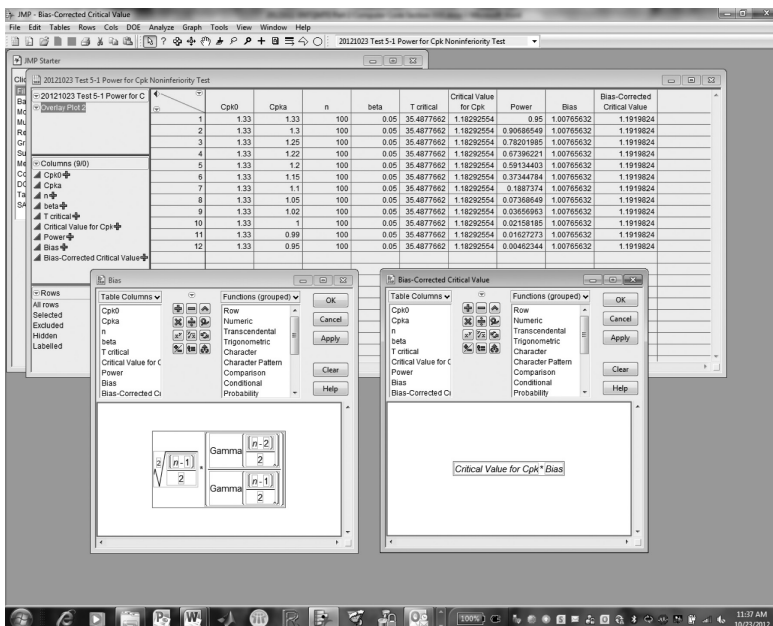 JMP - Bias-Corrected Critical Value
File Edit Tables Rows Cols DOE Analyze Graph Tools View Window Help
20121023 Test 5-1 Power for Cpk Noninferiority Test
JMP Starter
20121023 Test 5-1 Power for Cpk Noninferiority Test
20121023 Test 5-1 Power for C
Overlay Plot 2
Columns (9/0)
Cpk0
Cpka
n
beta
T critical
Critical Value for Cpk
Power
Bias
Bias-Corrected Critical Value
Rows
All rows
Selected
Excluded
Hidden
Labelled
Cpk0 Cpka n beta T critical Critical Value for Cpk Power Bias Bias-Corrected Critical Value
1 1.33 1.33 100 0.05 35.4877662 1.18292554 0.95 1.00765632 1.1919824
2 1.33 1.3 100 0.05 35.4877662 1.18292554 0.90686549 1.00765632 1.1919824
3 1.33 1.25 100 0.05 35.4877662 1.18292554 0.78201985 1.00765632 1.1919824
4 1.33 1.22 100 0.05 35.4877662 1.18292554 0.67396221 1.00765632 1.1919824
5 1.33 1.2 100 0.05 35.4877662 1.18292554 0.59134403 1.00765632 1.1919824
6 1.33 1.15 100 0.05 35.4877662 1.18292554 0.37344784 1.00765632 1.1919824
7 1.33 1.1 100 0.05 35.4877662 1.18292554 0.1887374 1.00765632 1.1919824
8 1.33 1.05 100 0.05 35.4877662 1.18292554 0.07368649 1.00765632 1.1919824
9 1.33 1.02 100 0.05 35.4877662 1.18292554 0.03656963 1.00765632 1.1919824
10 1.33 1 100 0.05 35.4877662 1.18292554 0.02158185 1.00765632 1.1919824
11 1.33 0.99 100 0.05 35.4877662 1.18292554 0.01627273 1.00765632 1.1919824
12 1.33 0.95 100 0.05 35.4877662 1.18292554 0.00462344 1.00765632 1.1919824
Bias
Table Columns
Cpk0
Cpka
n
beta
T critical
Critical Value for C
Power
Bias
Bias-Corrected Cr
Functions (grouped)
Row
Numeric
Transcendental
Trigonometric
Character
Character Pattern
Comparison
Conditional
Probability
OK
Cancel
Apply
Clear
Help
2√((n-1)/2) * (Gamma((n-2)/2) / Gamma((n-1)/2))
Bias-Corrected Critical Value
Table Columns
Cpk0
Cpka
n
beta
T critical
Critical Value for C
Power
Bias
Bias-Corrected Cr
Functions (grouped)
Row
Numeric
Transcendental
Trigonometric
Character
Character Pattern
Comparison
Conditional
Probability
OK
Cancel
Apply
Clear
Help
Critical Value for Cpk * Bias
100%
11:37 AM
10/23/2012